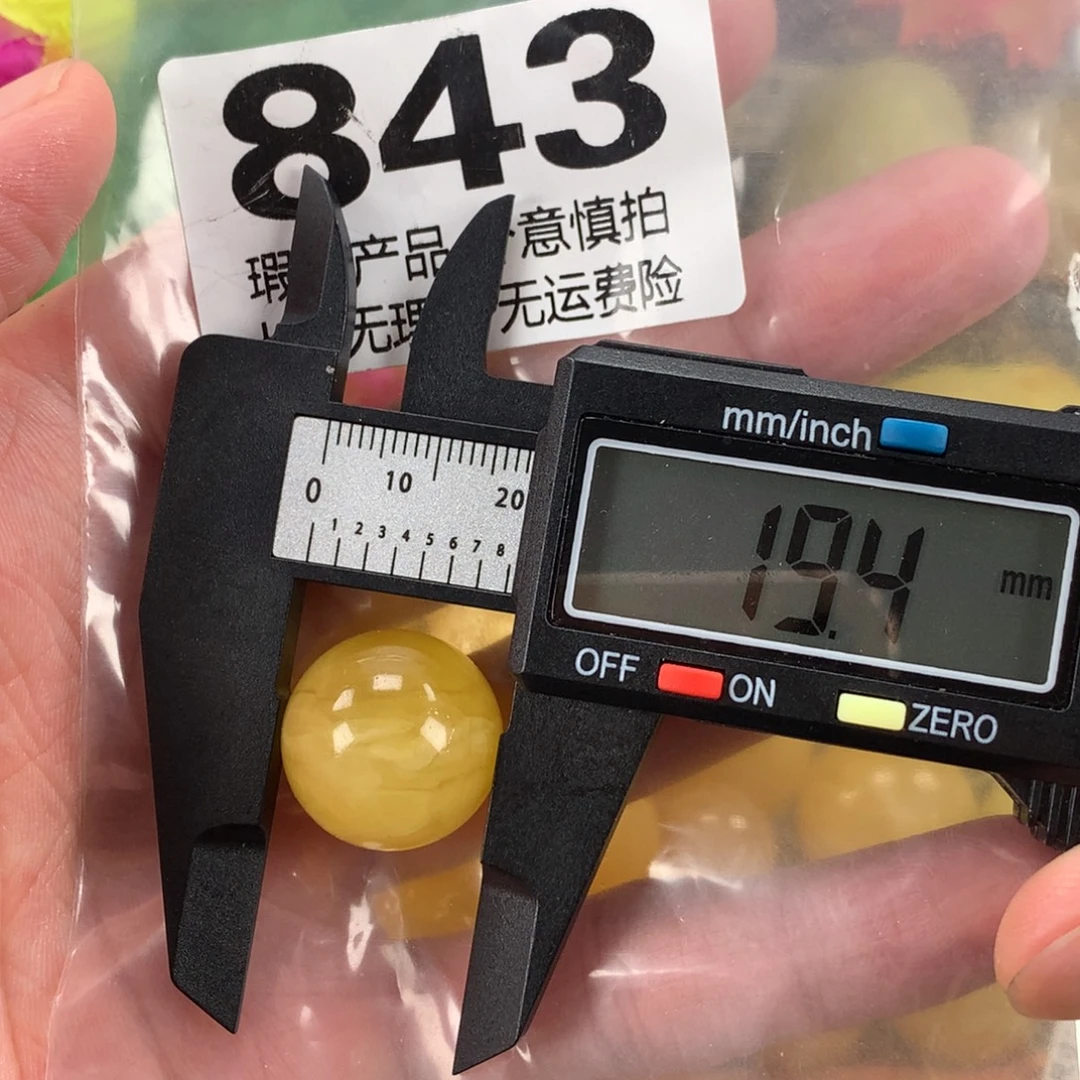 843
瑕 产品 意慎拍
无理 无运费险
mm/inch
0 10 20
1 2 3 4 5 6 7 8
19.4 mm
OFF ON ZERO